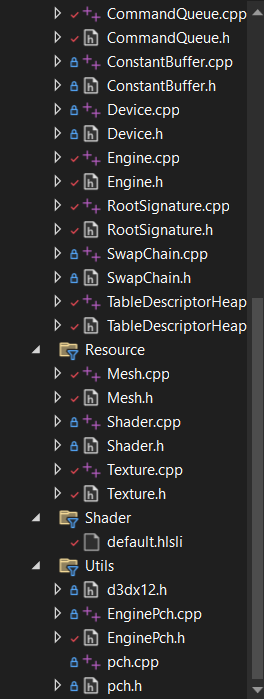 CommandQueue.cpp
CommandQueue.h
ConstantBuffer.cpp
ConstantBuffer.h
Device.cpp
Device.h
Engine.cpp
Engine.h
RootSignature.cpp
RootSignature.h
SwapChain.cpp
SwapChain.h
TableDescriptorHeap
TableDescriptorHeap
Resource
Mesh.cpp
Mesh.h
Shader.cpp
Shader.h
Texture.cpp
Texture.h
Shader
default.hlsli
Utils
d3dx12.h
EnginePch.cpp
EnginePch.h
pch.cpp
pch.h